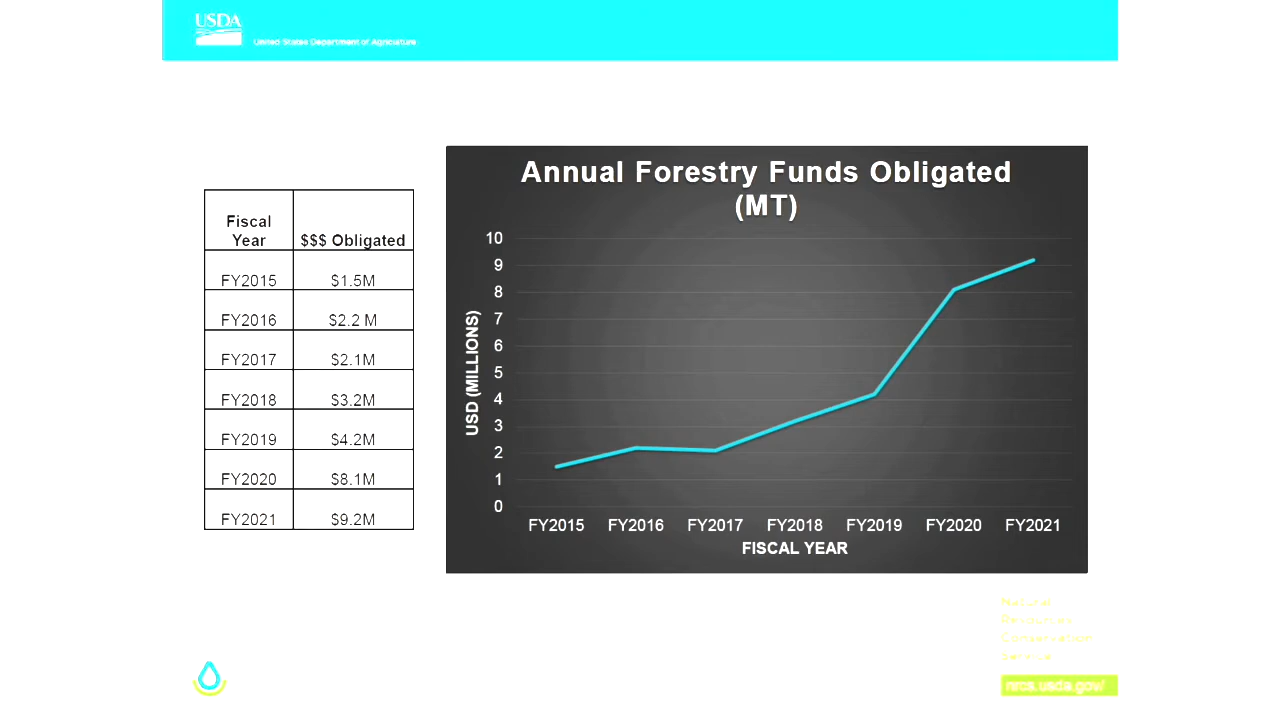 USDA
United States Department of Agriculture
Annual Forestry Funds Obligated
(MT)
Fiscal
Year
$$$ Obligated
FY2015 $1.5M
FY2016 $2.2 M
FY2017 $2.1M
FY2018 $3.2M
FY2019 $4.2M
FY2020 $8.1M
FY2021 $9.2M
10
9
8
7
6
5
4
3
2
1
0
USD (MILLIONS)
FY2015 FY2016 FY2017 FY2018 FY2019 FY2020 FY2021
FISCAL YEAR
Natural
Resources
Conservation
Service
nrcs.usda.gov/